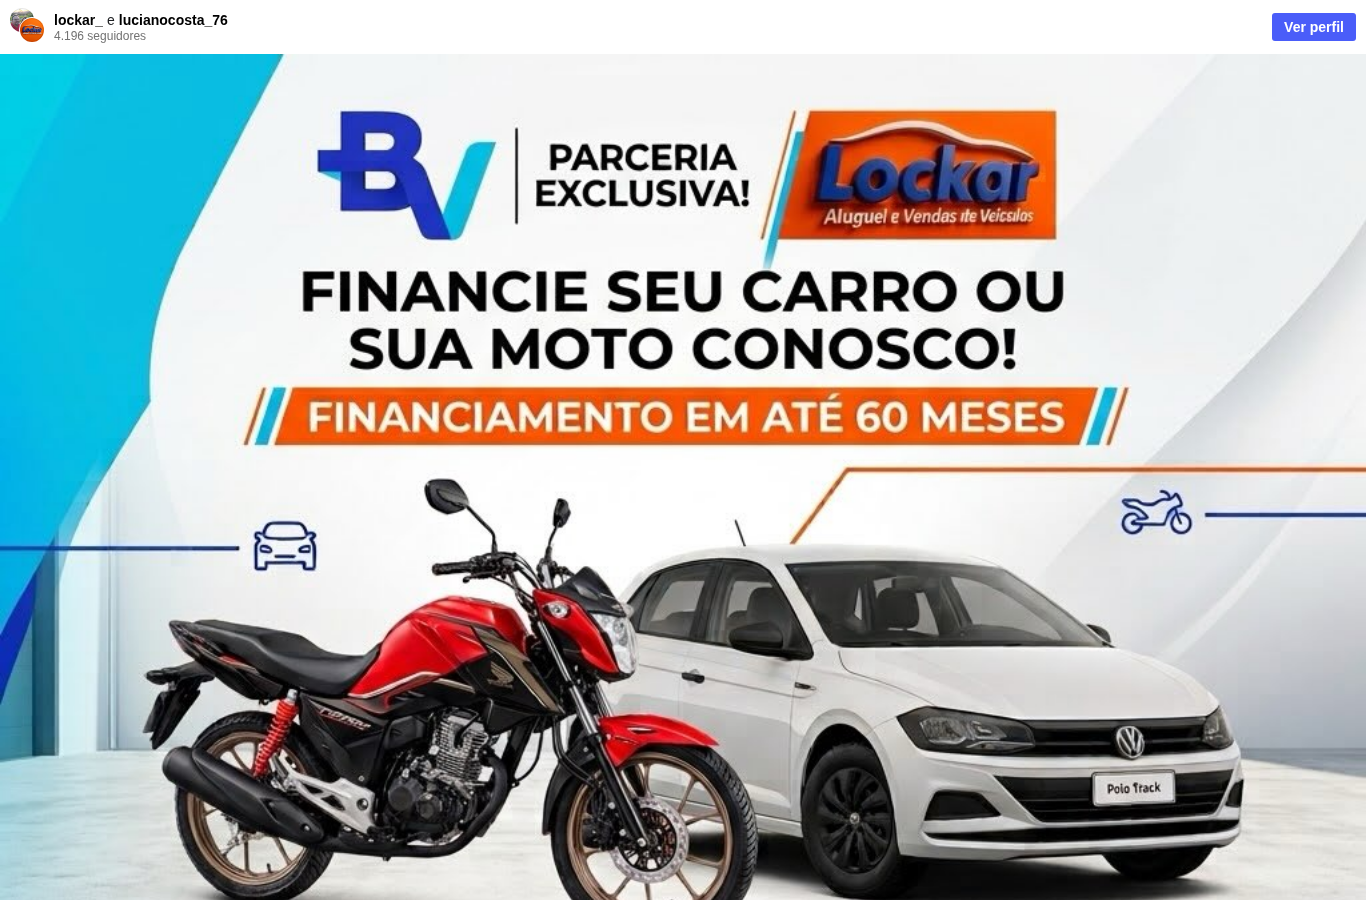 lockar_ e lucianocosta_76
4.196 seguidores
Ver perfil
BV
PARCERIA
EXCLUSIVA!
Lockar
Aluguel e Vendas de Veículos
FINANCIE SEU CARRO OU
SUA MOTO CONOSCO!
FINANCIAMENTO EM ATÉ 60 MESES
Polo Track